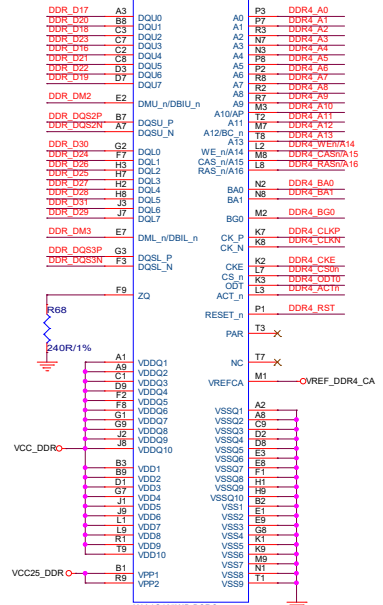 DDR_D17 A3 DQU0 A0 P3 DDR4_A0
DDR_D20 B8 DQU1 A1 P7 DDR4_A1
DDR_D18 C3 DQU2 A2 R3 DDR4_A2
DDR_D23 C7 DQU3 A3 N7 DDR4_A3
DDR_D16 C2 DQU4 A4 N3 DDR4_A4
DDR_D21 C8 DQU5 A5 P8 DDR4_A5
DDR_D22 D3 DQU6 A6 P2 DDR4_A6
DDR_D19 D7 DQU7 A7 R8 DDR4_A7
A8 R2 DDR4_A8
DDR_DM2 E2 DMU_n/DBIU_n A9 R7 DDR4_A9
A10/AP M3 DDR4_A10
DDR_DQS2P B7 DQSU_P A11 T2 DDR4_A11
DDR_DQS2N A7 DQSU_N A12/BC_n M7 DDR4_A12
A13 T8 DDR4_A13
DDR_D30 G2 DQL0 WE_n/A14 L2 DDR4_WEn/A14
DDR_D24 F7 DQL1 CAS_n/A15 M8 DDR4_CASn/A15
DDR_D26 H3 DQL2 RAS_n/A16 L8 DDR4_RASn/A16
DDR_D25 H7 DQL3
DDR_D27 H2 DQL4 BA0 N2 DDR4_BA0
DDR_D28 H8 DQL5 BA1 N8 DDR4_BA1
DDR_D31 J3 DQL6
DDR_D29 J7 DQL7 BG0 M2 DDR4_BG0
DDR_DM3 E7 DML_n/DBIL_n CK_P K7 DDR4_CLKP
CK_N K8 DDR4_CLKN
DDR_DQS3P G3 DQSL_P
DDR_DQS3N F3 DQSL_N CKE K2 DDR4_CKE
CS_n L7 DDR4_CS0n
ODT K3 DDR4_ODT0
F9 ZQ ACT_n L3 DDR4_ACTn
R68 RESET_n P1 DDR4_RST
PAR T3
240R/1%
A1 VDDQ1 NC T7
A9 VDDQ2
C1 VDDQ3 VREFCA M1 VREF_DDR4_CA
D9 VDDQ4
F2 VDDQ5
F8 VDDQ6 VSSQ1 A2
G1 VDDQ7 VSSQ2 A8
G9 VDDQ8 VSSQ3 C9
J2 VDDQ9 VSSQ4 D2
VCC_DDR J8 VDDQ10 VSSQ5 D8
VSSQ6 E3
B3 VDD1 VSSQ7 E8
B9 VDD2 VSSQ8 F1
D1 VDD3 VSSQ9 H1
G7 VDD4 VSSQ10 H9
J1 VDD5 VSS1 B2
J9 VDD6 VSS2 E1
L1 VDD7 VSS3 E9
L9 VDD8 VSS4 G8
R1 VDD9 VSS5 K1
T9 VDD10 VSS6 K9
VSS7 M9
VCC25_DDR B1 VPP1 VSS8 N1
R9 VPP2 VSS9 T1